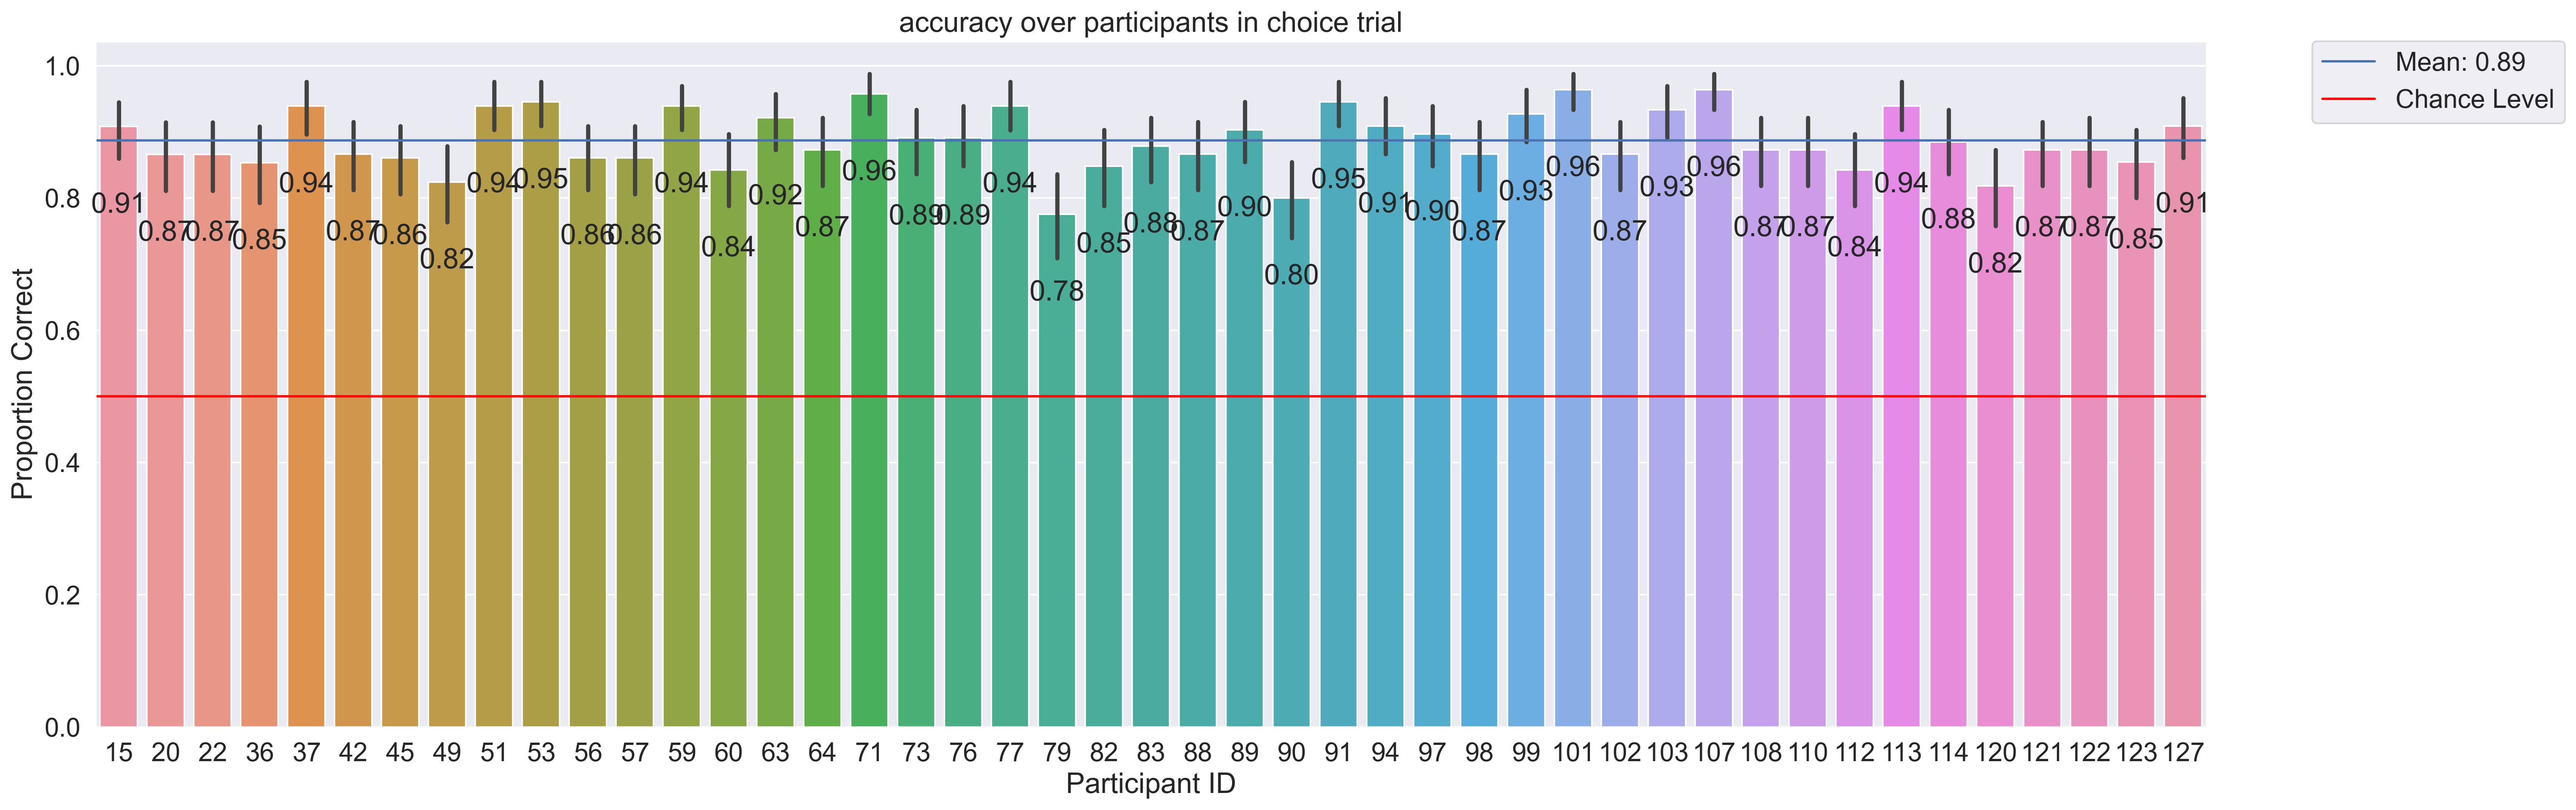 accuracy over participants in choice trial
Mean: 0.89
Chance Level
Proportion Correct
1.0
0.8
0.6
0.4
0.2
0.0
0.91 0.87 0.87 0.85 0.94 0.87 0.86 0.82 0.94 0.95 0.86 0.86 0.94 0.84 0.92 0.87 0.96 0.89 0.89 0.94 0.78 0.85 0.88 0.87 0.90 0.80 0.95 0.91 0.90 0.87 0.93 0.96 0.87 0.93 0.96 0.87 0.87 0.84 0.94 0.88 0.82 0.87 0.87 0.85 0.91
15 20 22 36 37 42 45 49 51 53 56 57 59 60 63 64 71 73 76 77 79 82 83 88 89 90 91 94 97 98 99 101 102 103 107 108 110 112 113 114 120 121 122 123 127
Participant ID